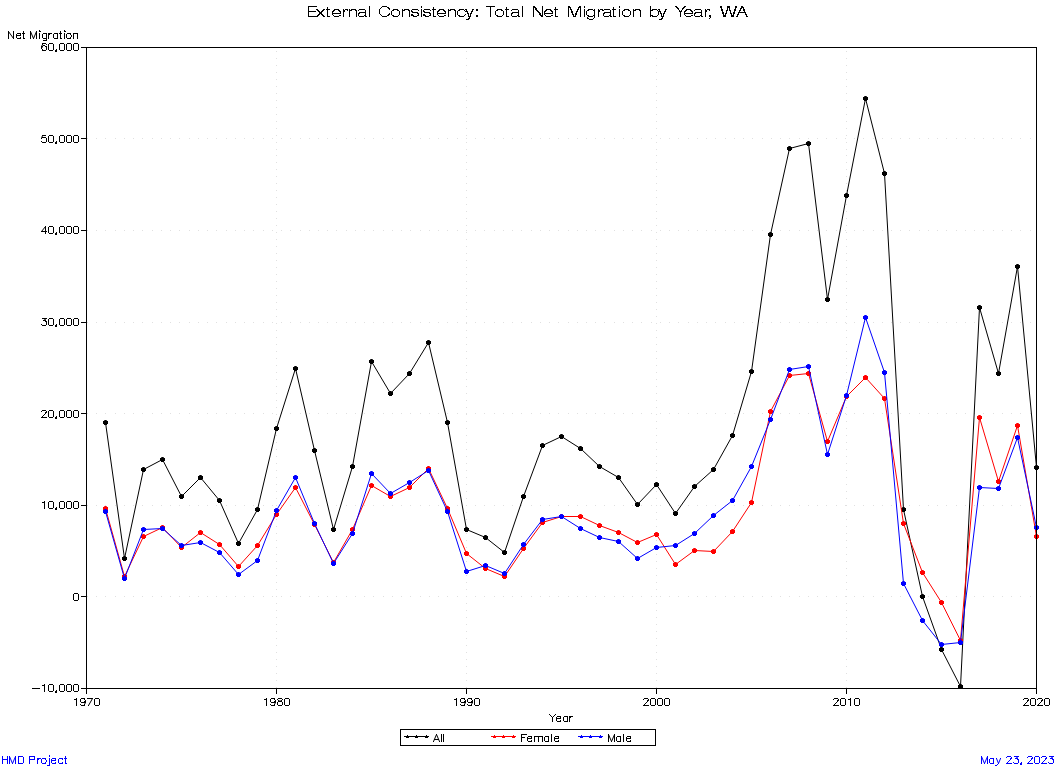 External Consistency: Total Net Migration by Year, WA
Net Migration
60,000
50,000
40,000
30,000
20,000
10,000
0
−10,000
1970 1980 1990 2000 2010 2020
Year
All Female Male
HMD Project May 23, 2023